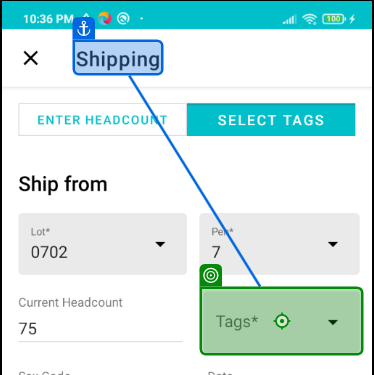 10:36 PM
100
Shipping
ENTER HEADCOUNT
SELECT TAGS
Ship from
Lot*
Pen*
0702
7
Current Headcount
Tags*
75
Sex Code
Date